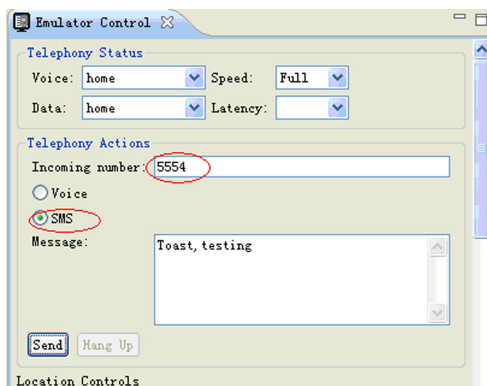 Emulator Control
Telephony Status
Voice: home Speed: Full
Data: home Latency:
Telephony Actions
Incoming number: 5554
Voice
SMS
Message: Toast, testing
Send Hang Up
Location Controls